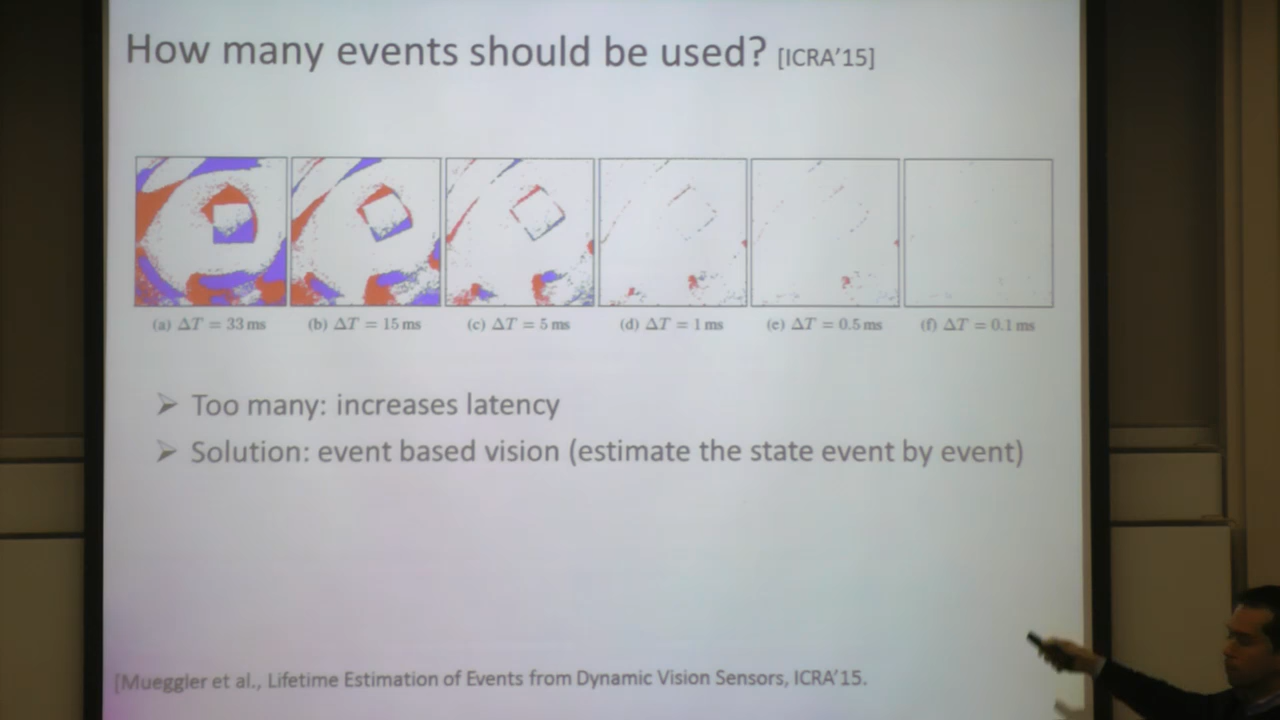 How many events should be used? [ICRA'15]
(a) ΔT = 33 ms (b) ΔT = 15 ms (c) ΔT = 5 ms (d) ΔT = 1 ms (e) ΔT = 0.5 ms (f) ΔT = 0.1 ms
➢ Too many: increases latency
➢ Solution: event based vision (estimate the state event by event)
[Mueggler et al., Lifetime Estimation of Events from Dynamic Vision Sensors, ICRA'15.